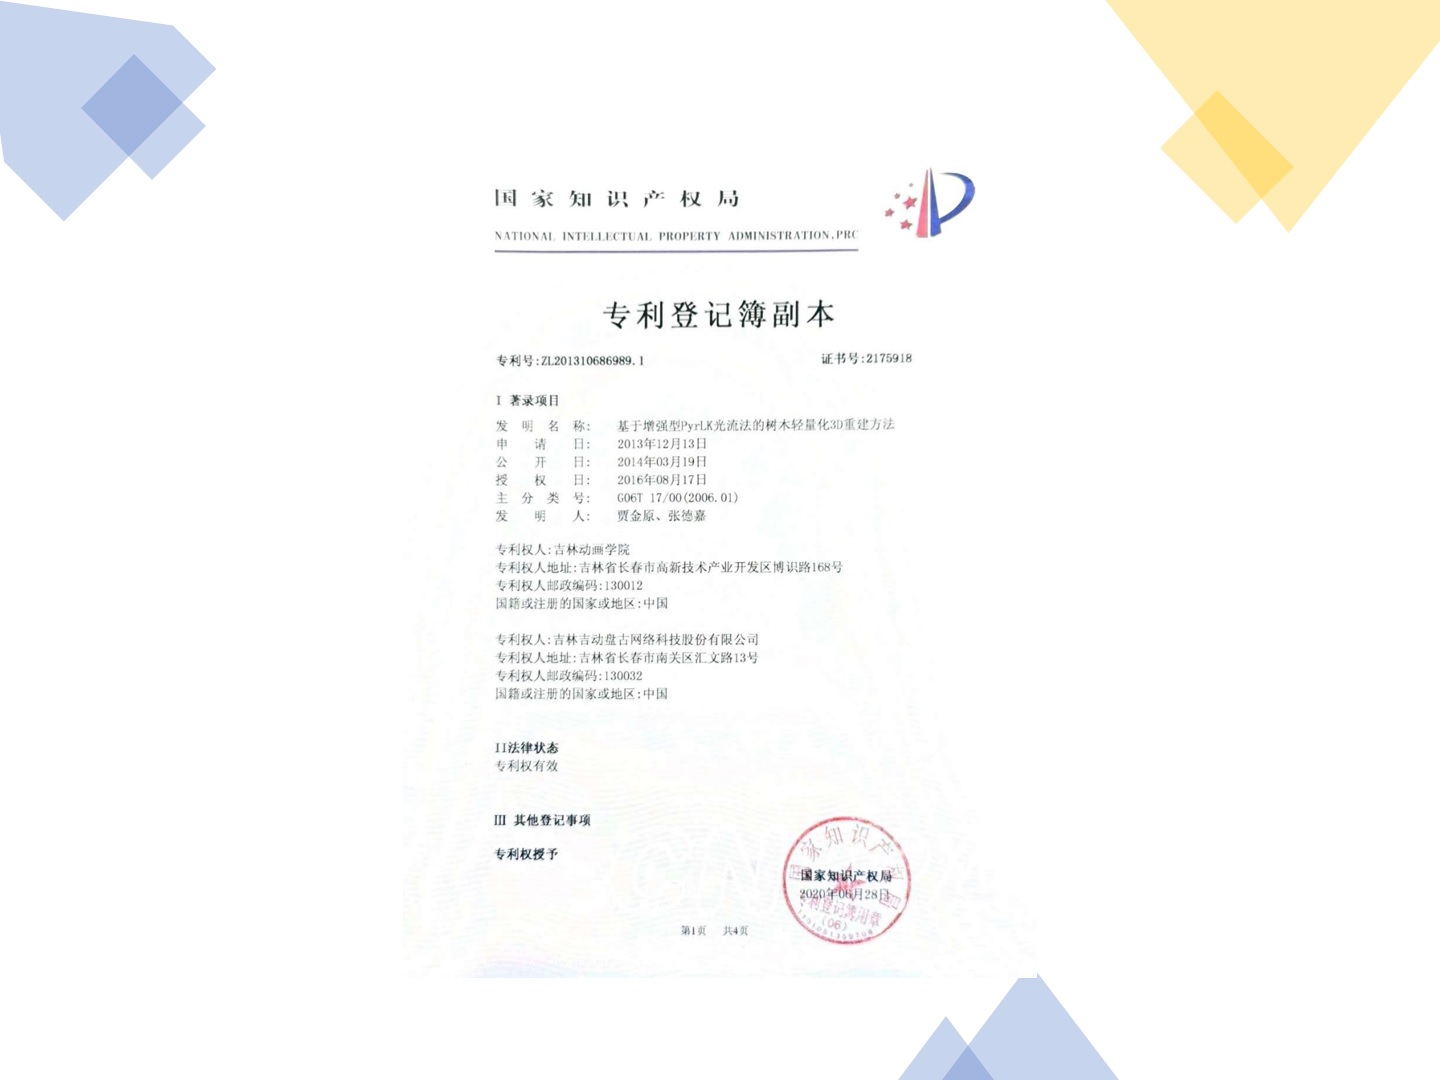 国家知识产权局
NATIONAL INTELLECTUAL PROPERTY ADMINISTRATION,PRC
专利登记簿副本
专利号:ZL201310686989.1 证书号:2175918
I 著录项目
发明名称: 基于增强型PyrLK光流法的树木轻量化3D重建方法
申请日: 2013年12月13日
公开日: 2014年03月19日
授权日: 2016年08月17日
主分类号: G06T 17/00(2006.01)
发明人: 贾金原、张德嘉
专利权人:吉林动画学院
专利权人地址:吉林省长春市高新技术产业开发区博识路168号
专利权人邮政编码:130012
国籍或注册的国家或地区:中国
专利权人:吉林吉动盘古网络科技股份有限公司
专利权人地址:吉林省长春市南关区汇文路13号
专利权人邮政编码:130032
国籍或注册的国家或地区:中国
II法律状态
专利权有效
III 其他登记事项
专利权授予
国家知识产权局
国家知识产权局
2020年06月28日
专利登记簿用章
(06)
第1页 共4页